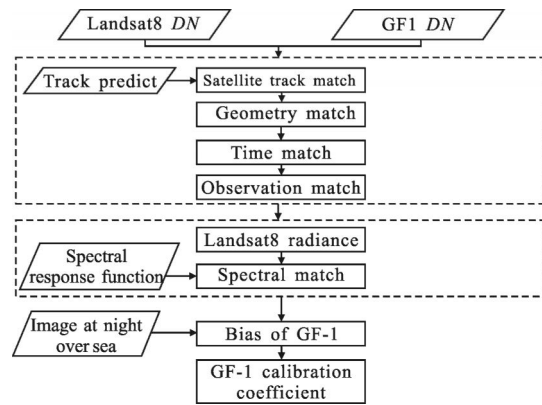 Landsat8 DN
GF1 DN
Track predict
Satellite track match
Geometry match
Time match
Observation match
Landsat8 radiance
Spectral
response function
Spectral match
Image at night
over sea
Bias of GF-1
GF-1 calibration
coefficient